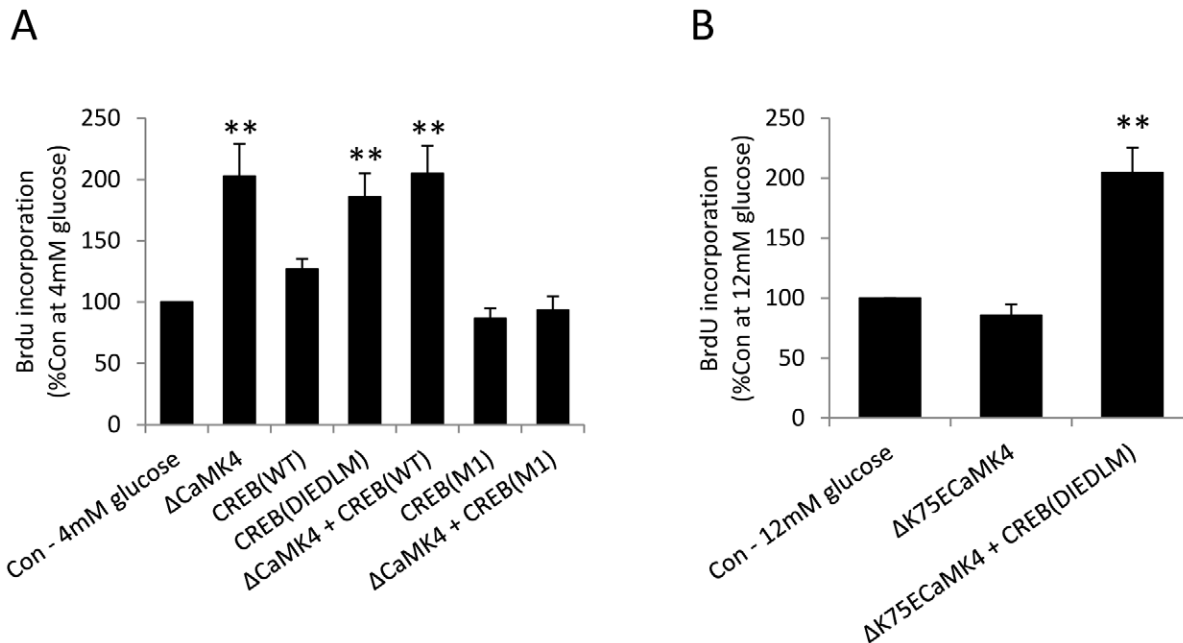 A
Brdu incorporation
(%Con at 4mM glucose)
250
200
150
100
50
0
**
**
**
Con - 4mM glucose
ΔCaMK4
CREB(WT)
CREB(DIEDLM)
ΔCaMK4 + CREB(WT)
CREB(M1)
ΔCaMK4 + CREB(M1)
B
BrdU incorporation
(%Con at 12mM glucose)
250
200
150
100
50
0
**
Con - 12mM glucose
ΔK75ECaMK4
ΔK75ECaMK4 + CREB(DIEDLM)